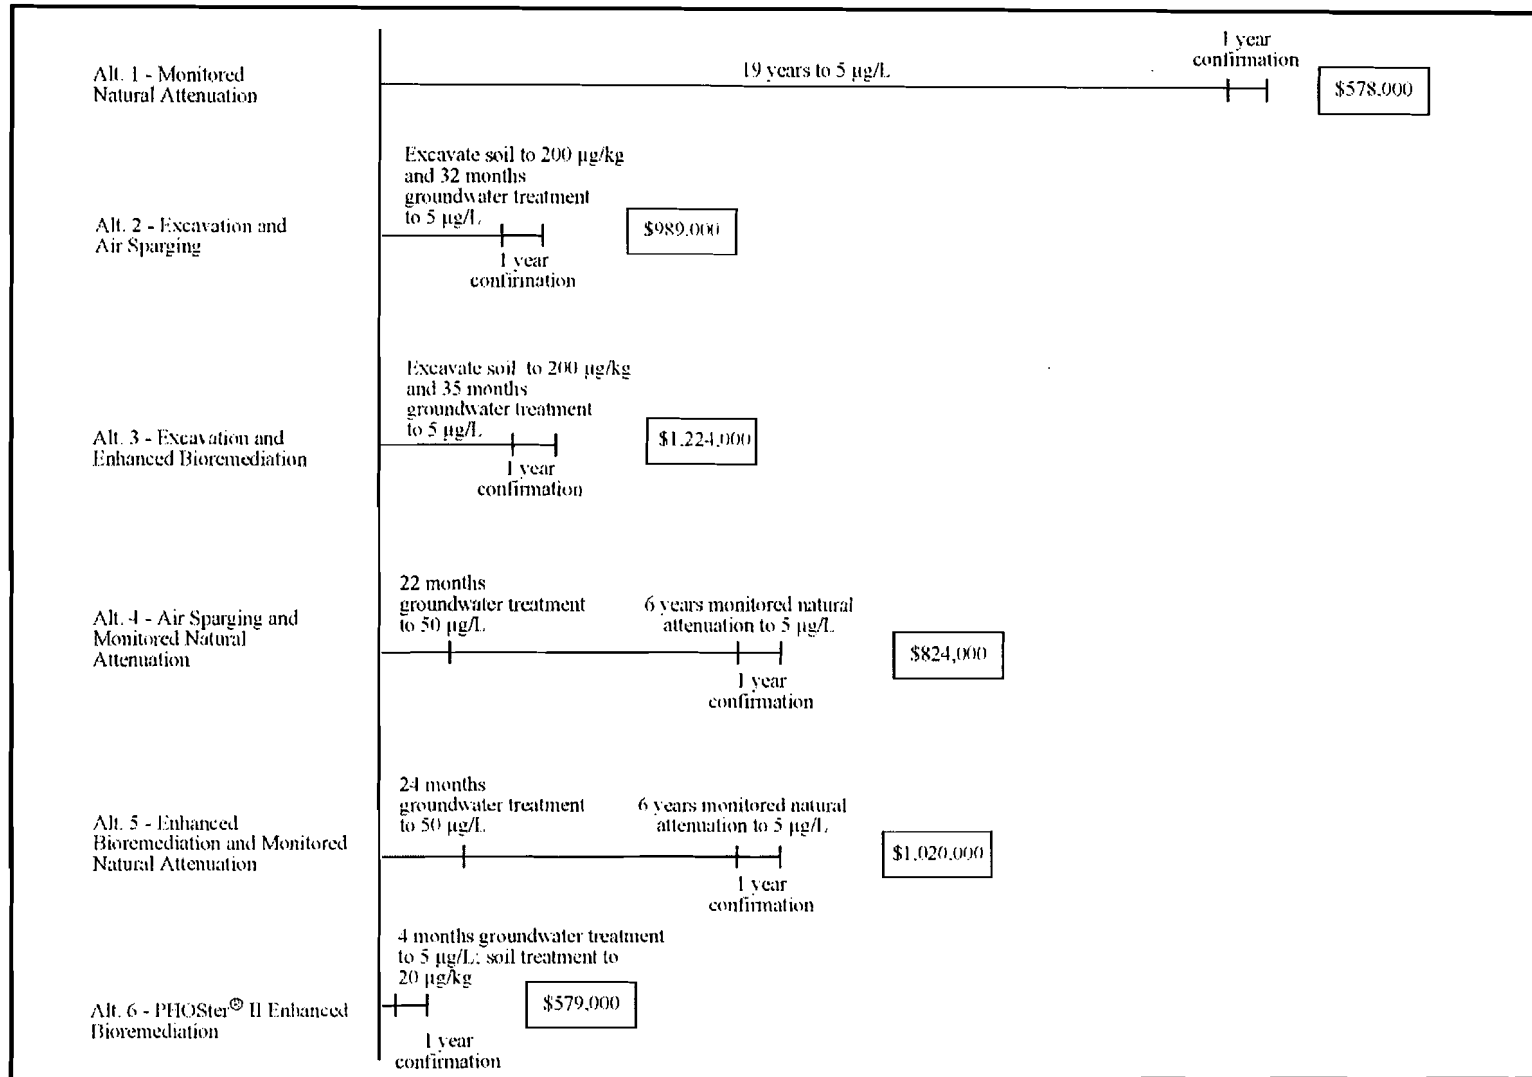 Alt. 1 - Monitored
Natural Attenuation
19 years to 5 µg/L
1 year
confirmation
$578,000
Alt. 2 - Excavation and
Air Sparging
Excavate soil to 200 µg/kg
and 32 months
groundwater treatment
to 5 µg/L
1 year
confirmation
$989,000
Alt. 3 - Excavation and
Enhanced Bioremediation
Excavate soil to 200 µg/kg
and 35 months
groundwater treatment
to 5 µg/L
1 year
confirmation
$1,224,000
Alt. 4 - Air Sparging and
Monitored Natural
Attenuation
22 months
groundwater treatment
to 50 µg/L
6 years monitored natural
attenuation to 5 µg/L
1 year
confirmation
$824,000
Alt. 5 - Enhanced
Bioremediation and Monitored
Natural Attenuation
24 months
groundwater treatment
to 50 µg/L
6 years monitored natural
attenuation to 5 µg/L
1 year
confirmation
$1,020,000
Alt. 6 - PHOSter® II Enhanced
Bioremediation
4 months groundwater treatment
to 5 µg/L; soil treatment to
20 µg/kg
1 year
confirmation
$579,000